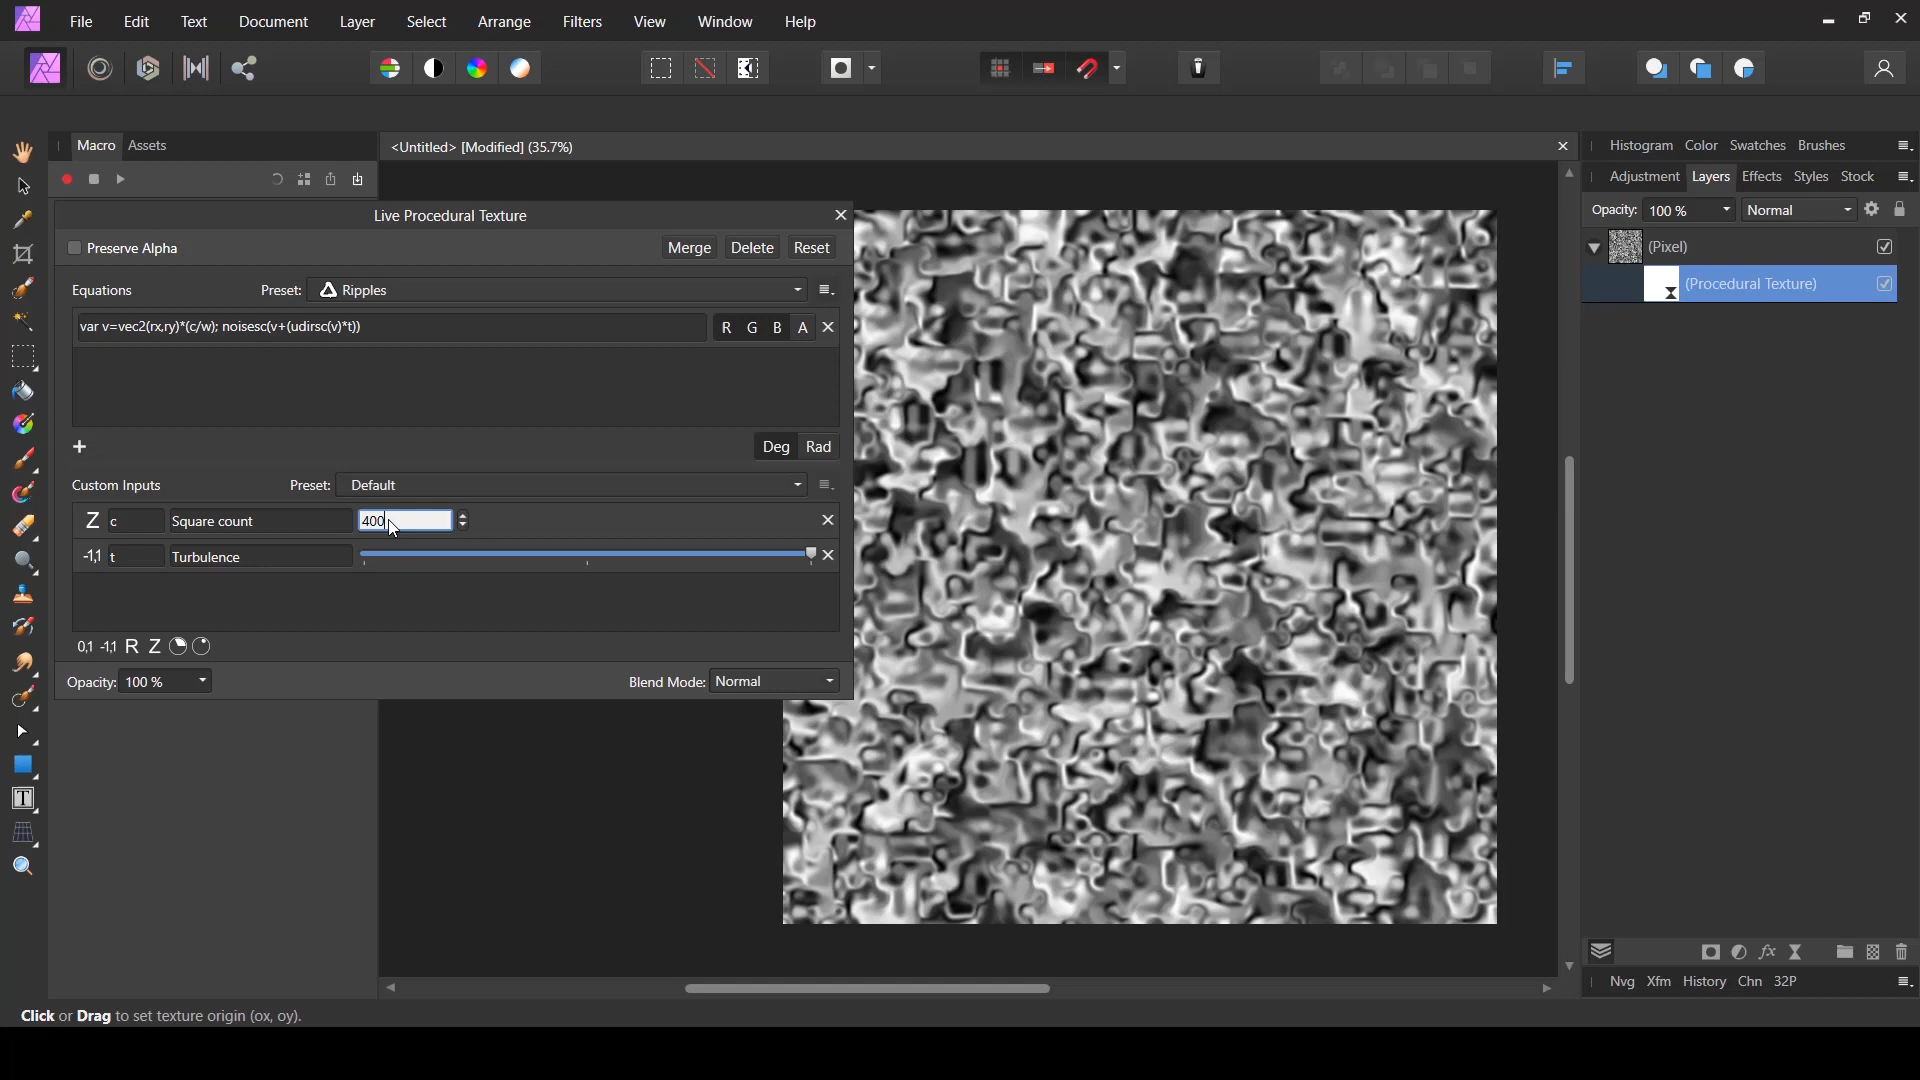 File Edit Text Document Layer Select Arrange Filters View Window Help
Macro Assets
<Untitled> [Modified] (35.7%)
Histogram Color Swatches Brushes
Adjustment Layers Effects Styles Stock
Opacity: 100 % Normal
(Pixel)
(Procedural Texture)
Live Procedural Texture
Preserve Alpha Merge Delete Reset
Equations Preset: Ripples
var v=vec2(rx,ry)*(c/w); noisesc(v+(udirsc(v)*t)) R G B A
Deg Rad
Custom Inputs Preset: Default
Z c Square count 400
-1,1 t Turbulence
0,1 -1,1 R Z
Opacity: 100 % Blend Mode: Normal
Nvg Xfm History Chn 32P
Click or Drag to set texture origin (ox, oy).